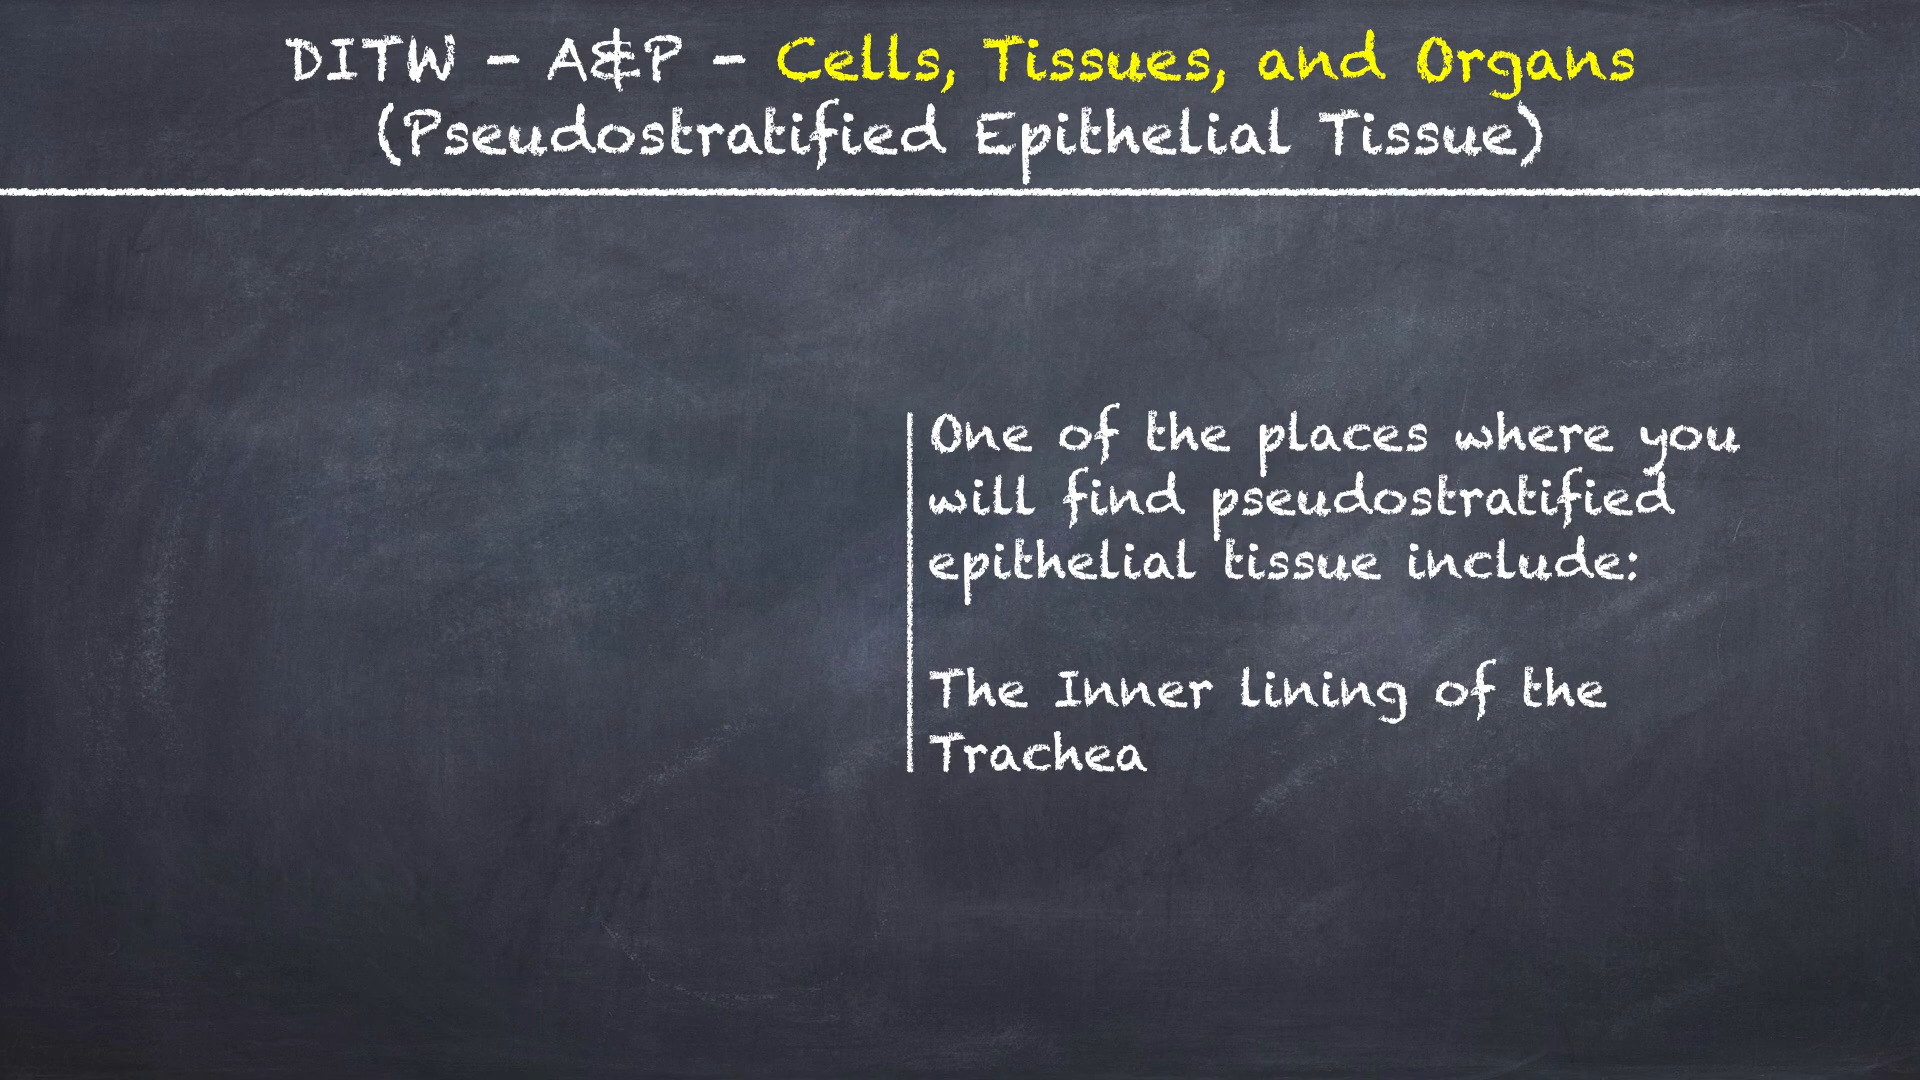 DITW - A&P - Cells, Tissues, and Organs
(Pseudostratified Epithelial Tissue)
One of the places where you
will find pseudostratified
epithelial tissue include:
The Inner lining of the
Trachea